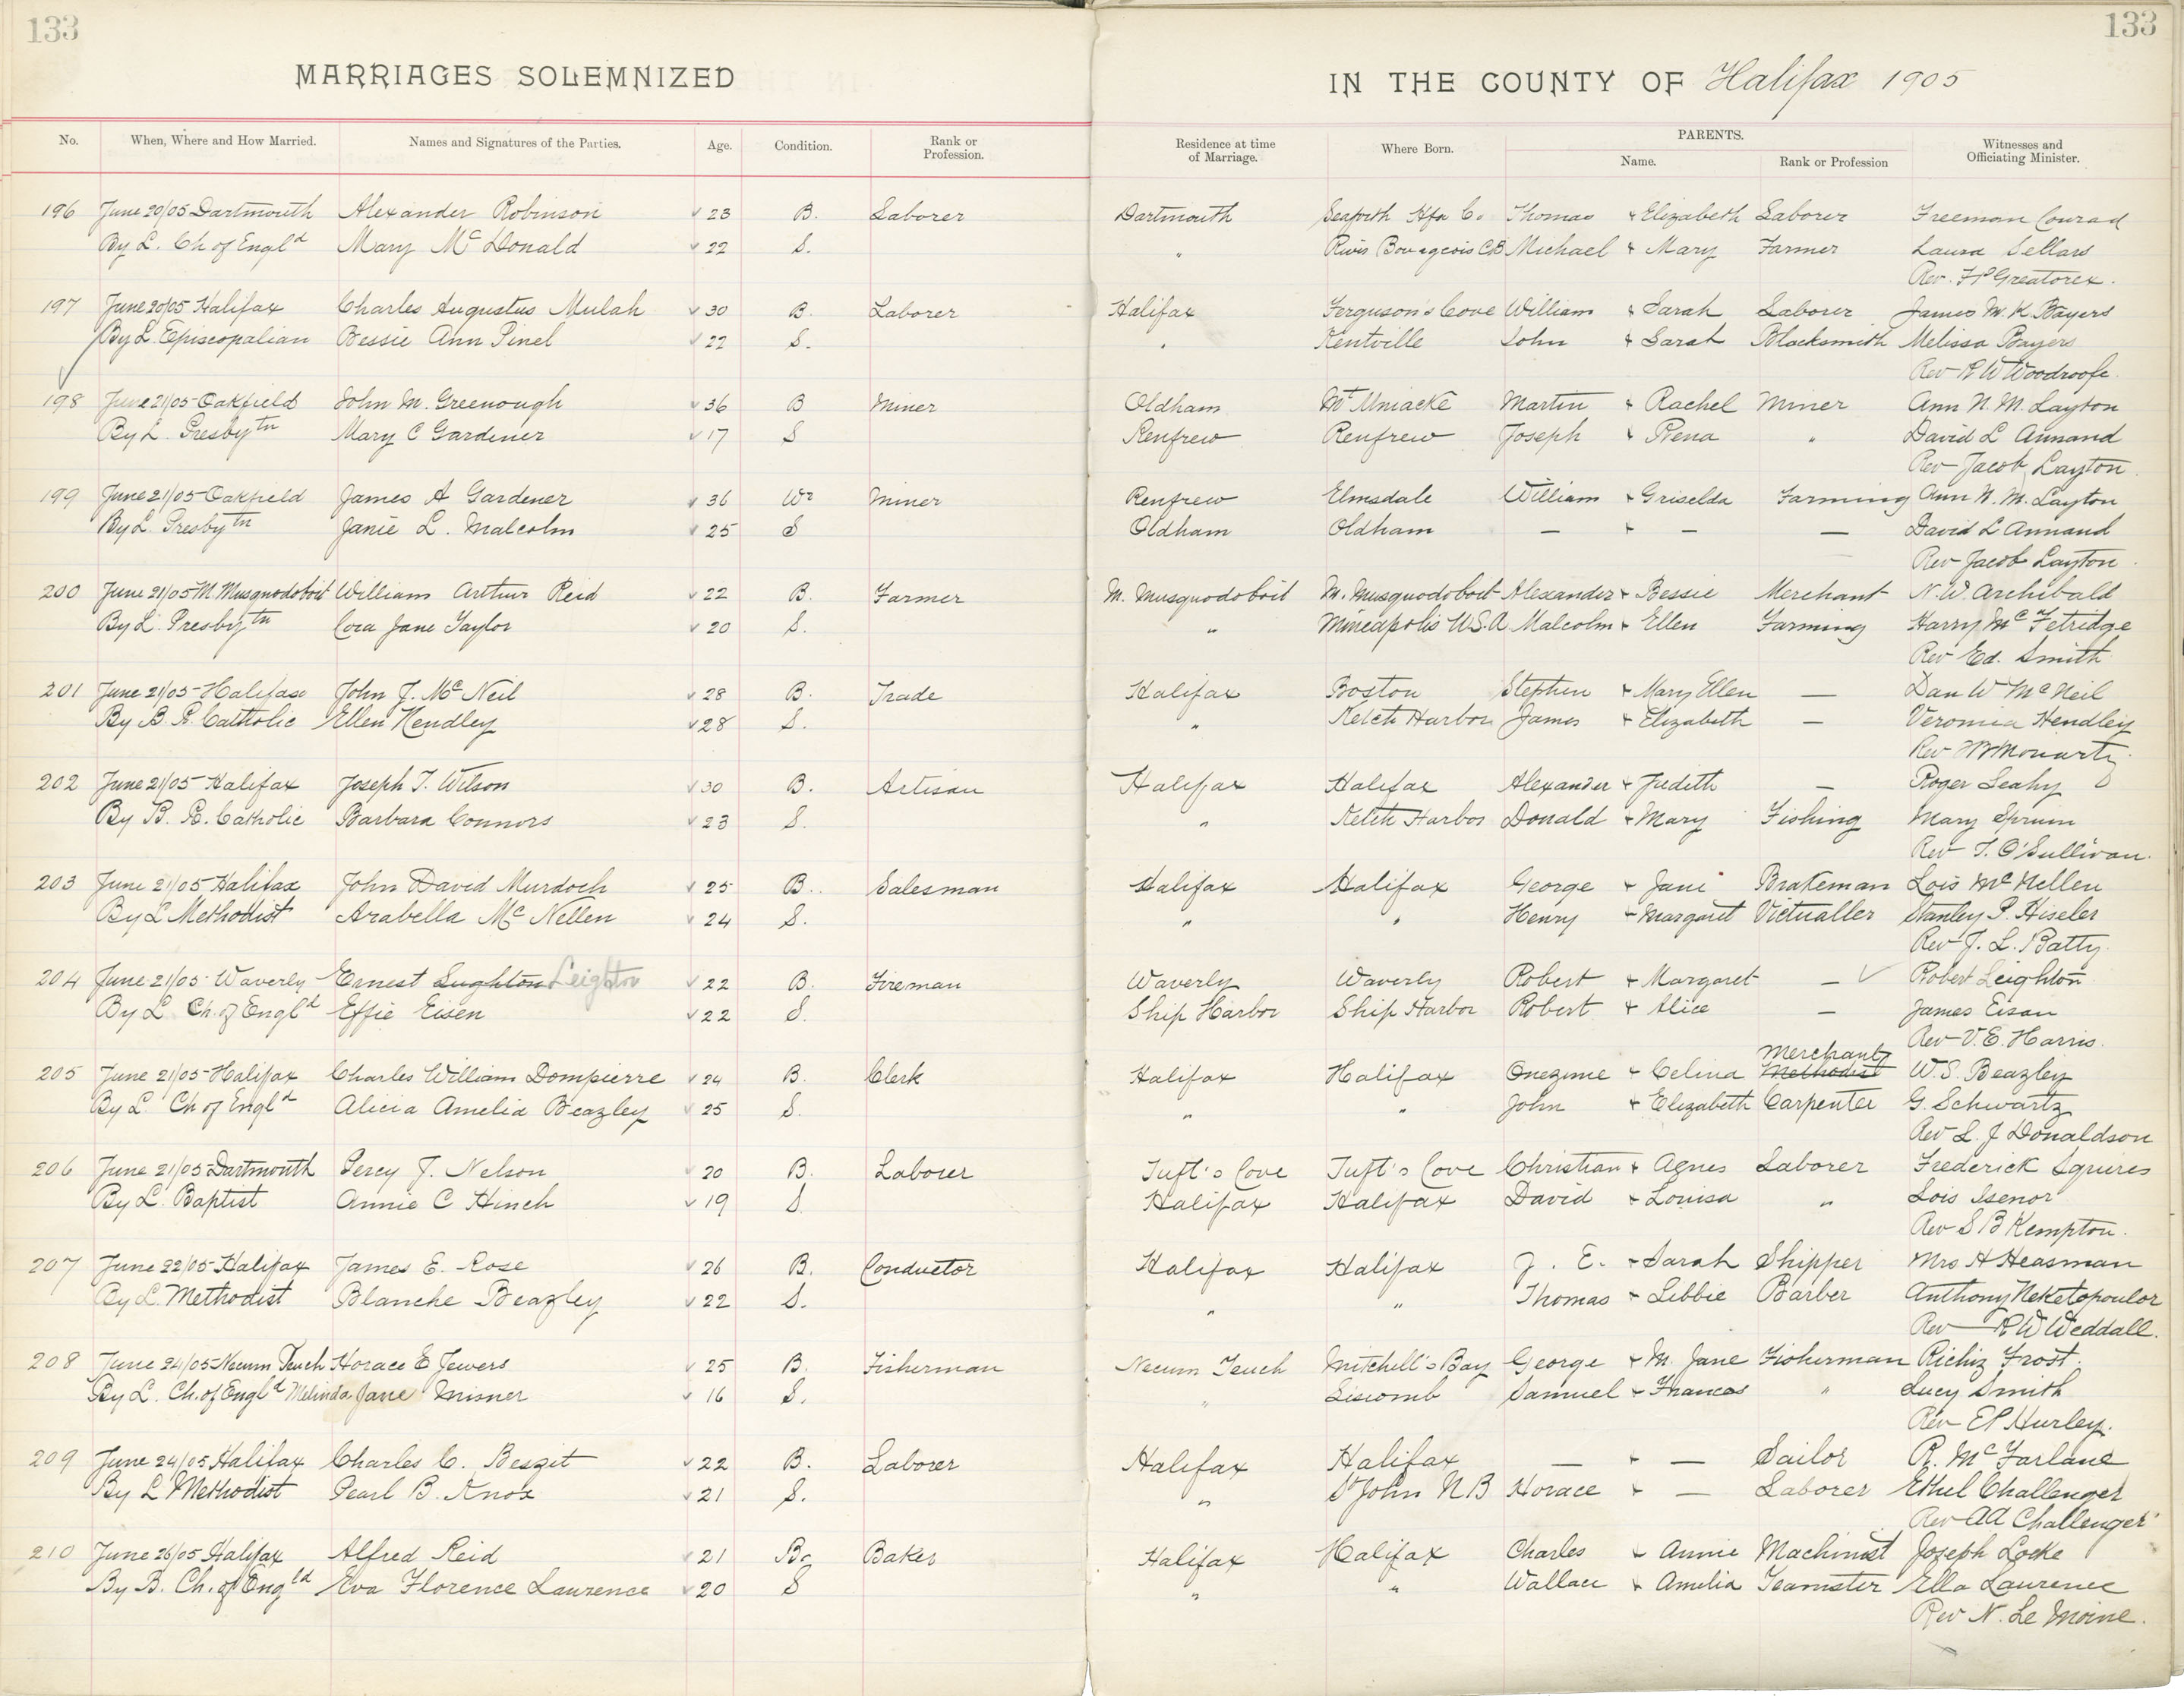 133
133
MARRIAGES SOLEMNIZED
IN THE COUNTY OF Halifax 1905
No. When, Where and How Married. Names and Signatures of the Parties. Age. Condition. Rank or Profession. Residence at time of Marriage. Where Born. PARENTS. Name. Rank or Profession Witnesses and Officiating Minister.
196 June 20/05 Dartmouth Alexander Robinson 23 B. Laborer Dartmouth Seaforth Hfx Co Thomas + Elizabeth Laborer Freeman Conrad
By L. Ch of Engld Mary McDonald 22 S. " River Bourgeois CB Michael + Mary Farmer Laura Sellars
Rev. F P Greatorex.
197 June 20/05 Halifax Charles Augustus Mulah 30 B Laborer Halifax Ferguson's Cove William + Sarah Laborer James M. K. Bayers
By L. Episcopalian Bessie Ann Pinel 22 S. " Kentville John + Sarah Blacksmith Melissa Bayers
Rev R W Woodroofe.
198 June 21/05 Oakfield John M. Greenough 36 B Miner Oldham Mt Uniacke Martin + Rachel Miner Ann N. M. Layton
By L. Presbytn Mary C Gardener 17 S Renfrew Renfrew Joseph + Rena " David L Annand
Rev Jacob Layton.
199 June 21/05 Oakfield James A Gardener 36 Wr Miner Renfrew Elmsdale William + Griselda Farming Ann N. M. Layton
By L. Presbytn Janie L. Malcolm 25 S Oldham Oldham — + — — David L Annand
Rev Jacob Layton.
200 June 21/05 M. Musquodoboit William Arthur Reid 22 B. Farmer M. Musquodoboit M. Musquodoboit Alexander + Bessie Merchant N. W. Archibald
By L. Presbytn Cora Jane Taylor 20 S. " Mineapolis U.S.A. Malcolm + Ellen Farming Harry McFetridge
Rev Ed. Smith
201 June 21/05 Halifax John J. McNeil 28 B. Trade Halifax Boston Stephen + Mary Ellen — Dan W McNeil
By B R. Catholic Ellen Hendley 28 S. " Ketch Harbor James + Elizabeth — Veronica Hendley
Rev Moriarty.
202 June 21/05 Halifax Joseph T. Wilson 30 B. Artisan Halifax Halifax Alexander + Judith — Roger Leahy
By B. R. Catholic Barbara Connors 23 S. " Ketch Harbor Donald + Mary Fishing Mary Spruin
Rev T. O'Sullivan.
203 June 21/05 Halifax John David Murdoch 25 B. Salesman Halifax Halifax George + Jane Brakeman Lois McNellen
By L Methodist Arabella McNellen 24 S. " " Henry + Margaret Victualler Stanley P. Hiseler
Rev J. L. Batty.
204 June 21/05 Waverly Ernest Lughton Leighton 22 B. Fireman Waverly Waverly Robert + Margaret — Robert Leighton
By L Ch. of Engld Effie Eisen 22 S. Ship Harbor Ship Harbor Robert + Alice — James Eisan
Rev V. E. Harris.
Merchant
205 June 21/05 Halifax Charles William Dompierre 24 B. Clerk Halifax Halifax Onezime + Celina Methodist W. S. Beazley
By L. Ch of Engld Alicia Amelia Beazley 25 S. " " John + Elizabeth Carpenter G. Schwartz
Rev L. J Donaldson
206 June 21/05 Dartmouth Percy J. Nelson 20 B. Laborer Tuft's Cove Tuft's Cove Christian + Agnes Laborer Frederick Squires
By L. Baptist Annie C Hinch 19 S. Halifax Halifax David + Louisa " Lois Isenor
Rev S B Kempton.
207 June 22/05 Halifax James E. Rose 26 B. Conductor Halifax Halifax J. E. + Sarah Shipper Mrs A Heasman
By L. Methodist Blanche Beazley 22 S. " " Thomas + Libbie Barber Anthony Neketopoulor
Rev R W Weddall.
208 June 24/05 Necum Teuch Horace E Jewers 25 B. Fisherman Necum Teuch Mitchell's Bay George + M. Jane Fisherman Frost.
By L. Ch. of Engld Melinda Jane Misner 16 S. " Liscomb Samuel + Frances " Lucy Smith
Rev E P Hurley.
209 June 24/05 Halifax Charles C. Beszit 22 B. Laborer Halifax Halifax — + — Sailor R. McFarlane
By L Methodist Pearl B. Knox 21 S. " St John N B Horace + — Laborer Ethel Challenger
Rev A A Challenger
210 June 26/05 Halifax Alfred Reid 21 B. Baker Halifax Halifax Charles + Annie Machinist Joseph Locke
By B. Ch. of Engld Eva Florence Laurence 20 S " " Wallace + Amelia Teamster Ella Laurence
Rev N. Le Moine.